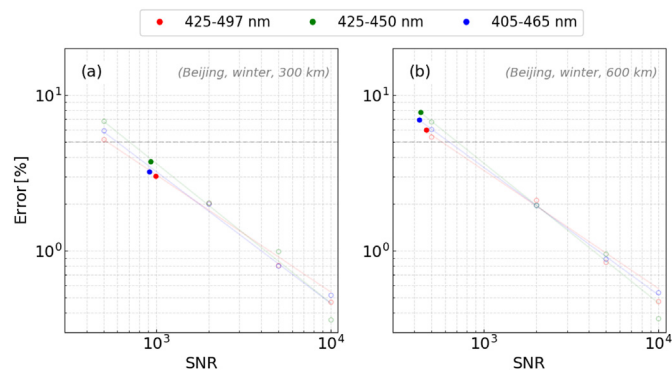 425-497 nm
425-450 nm
405-465 nm
(a)
(Beijing, winter, 300 km)
(b)
(Beijing, winter, 600 km)
Error [%]
10¹
10⁰
10¹
10⁰
10³
10⁴
10³
10⁴
SNR
SNR